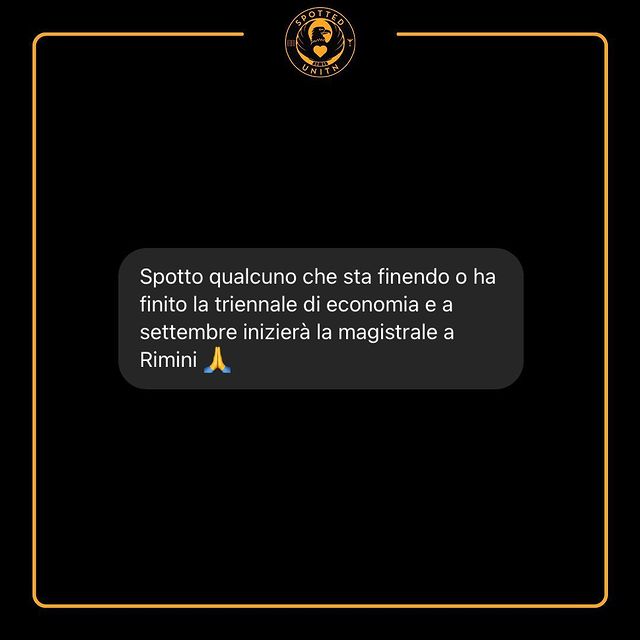 SPOTTED
UNITN
Spotto qualcuno che sta finendo o ha
finito la triennale di economia e a
settembre inizierà la magistrale a
Rimini 🙏